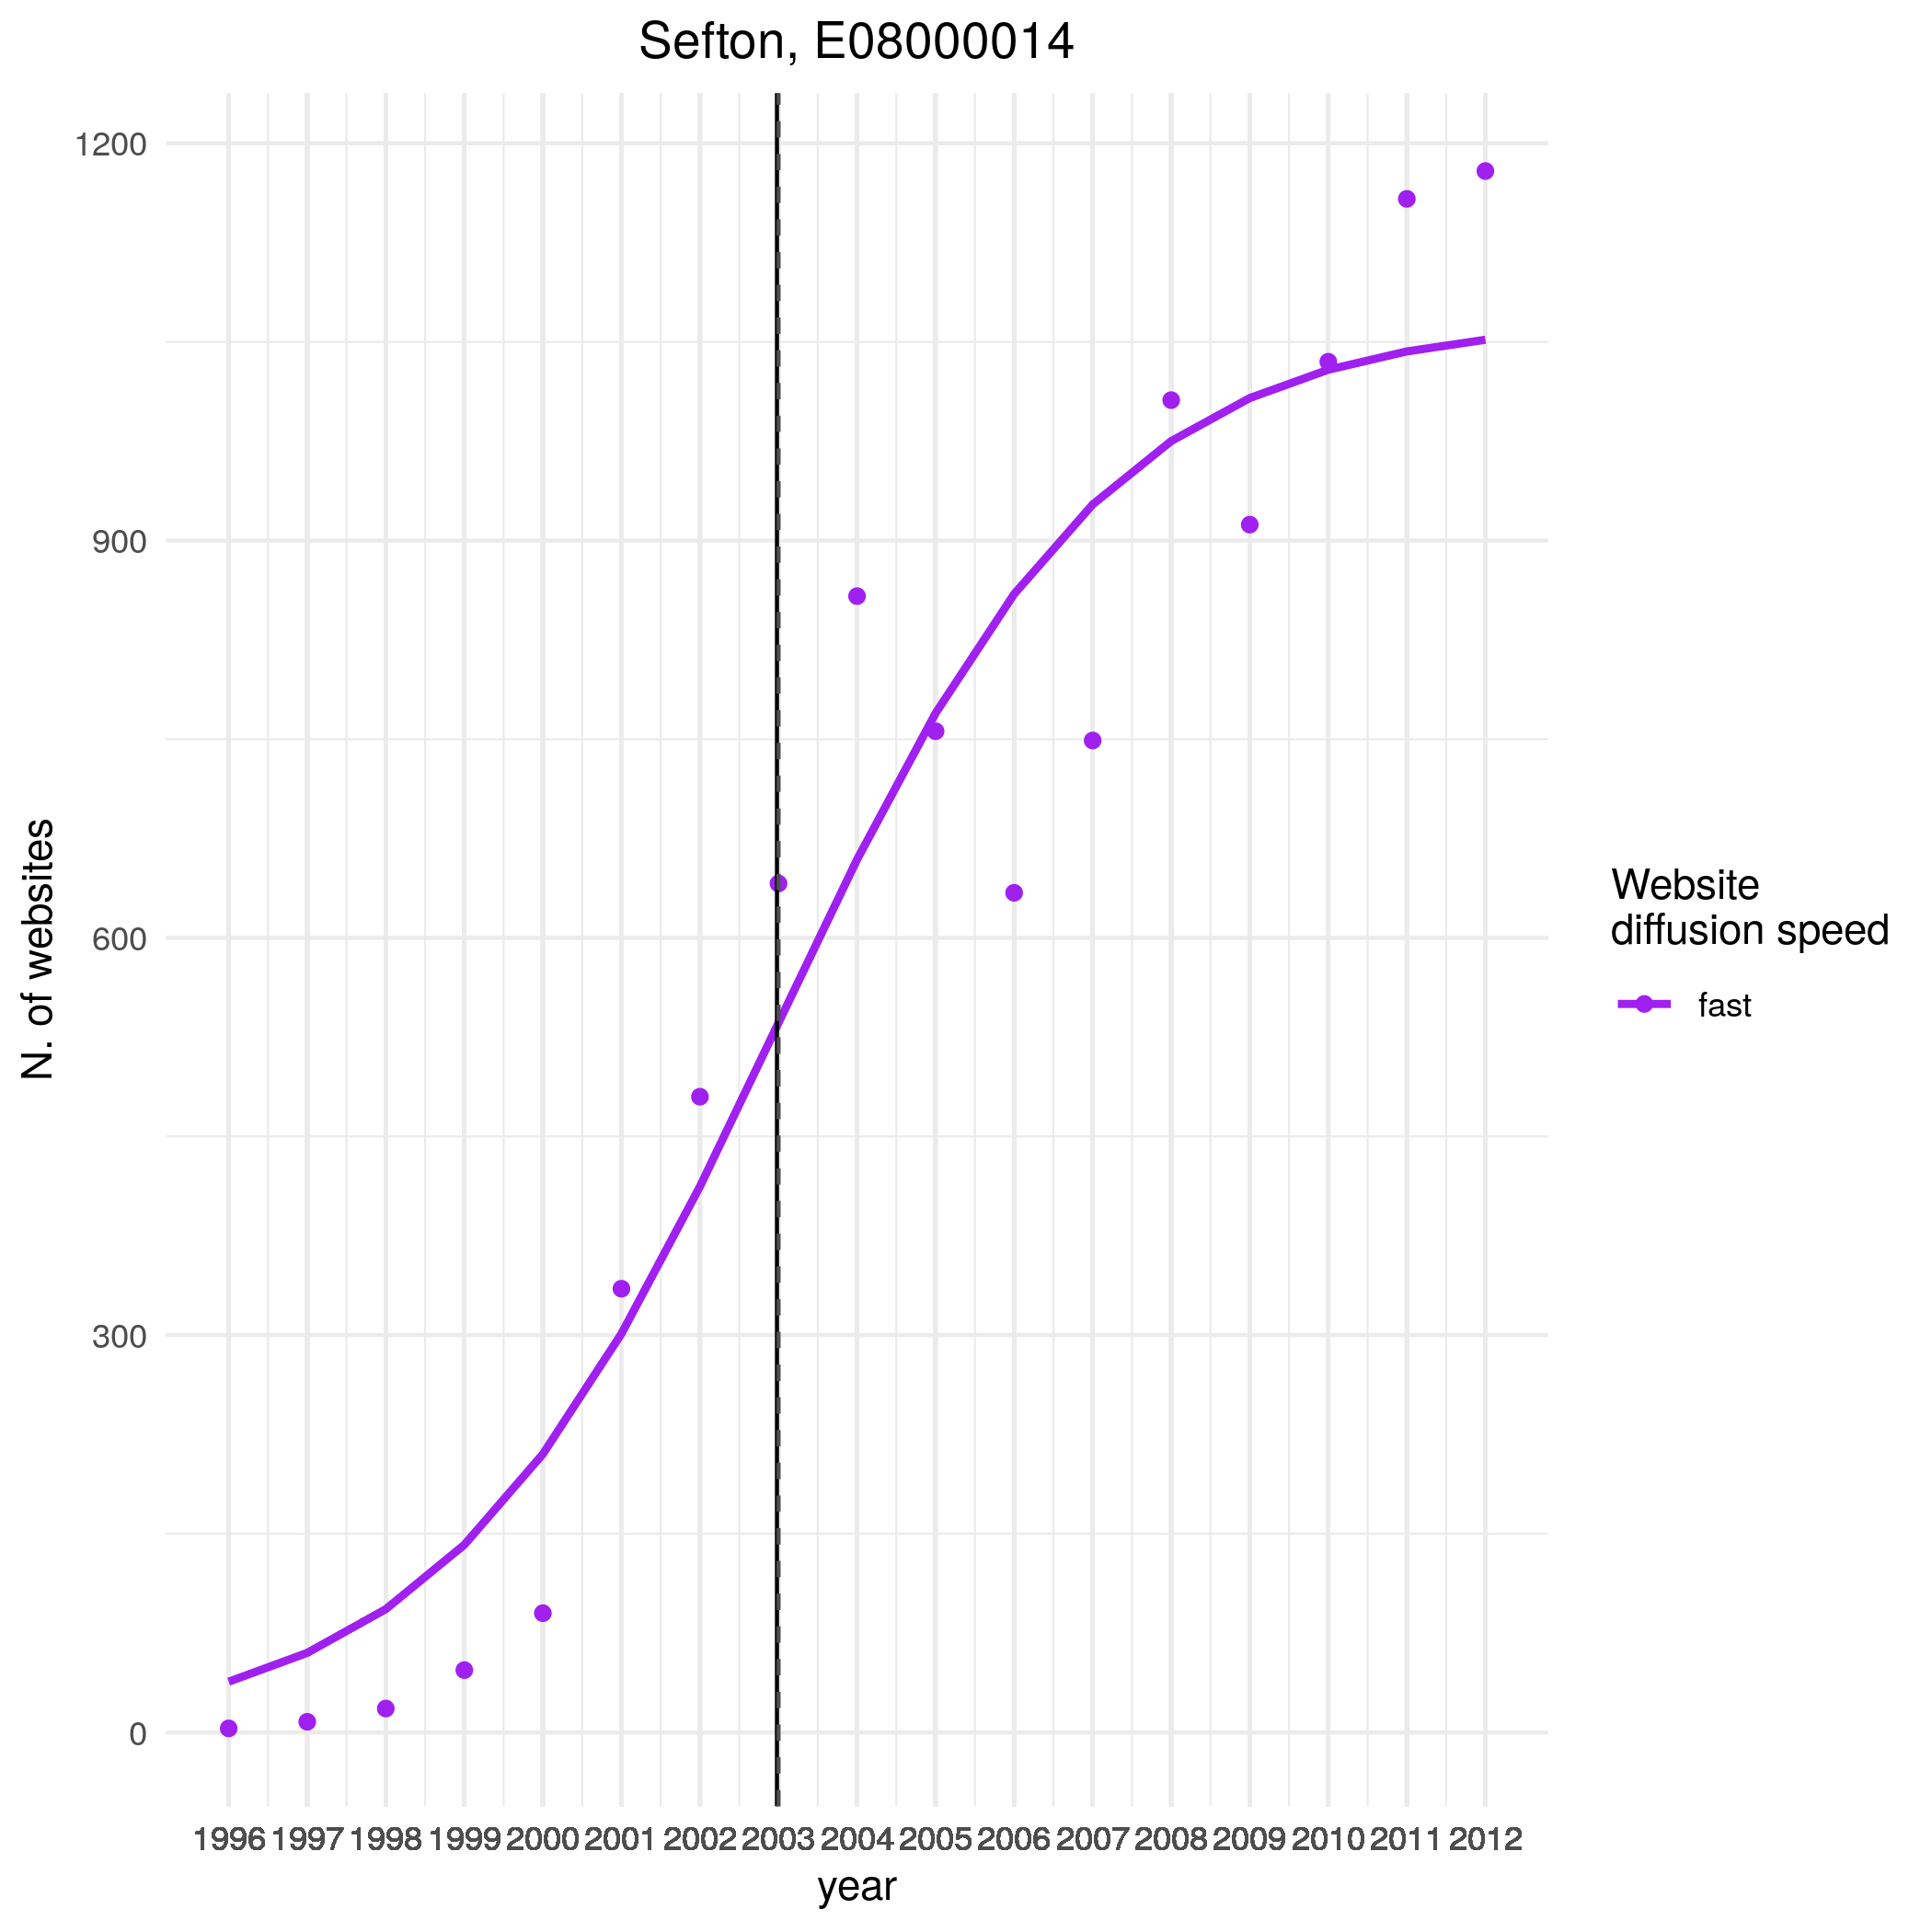 Sefton, E08000014
1200
900
600
300
0
N. of websites
1996 1997 1998 1999 2000 2001 2002 2003 2004 2005 2006 2007 2008 2009 2010 2011 2012
year
Website
diffusion speed
fast